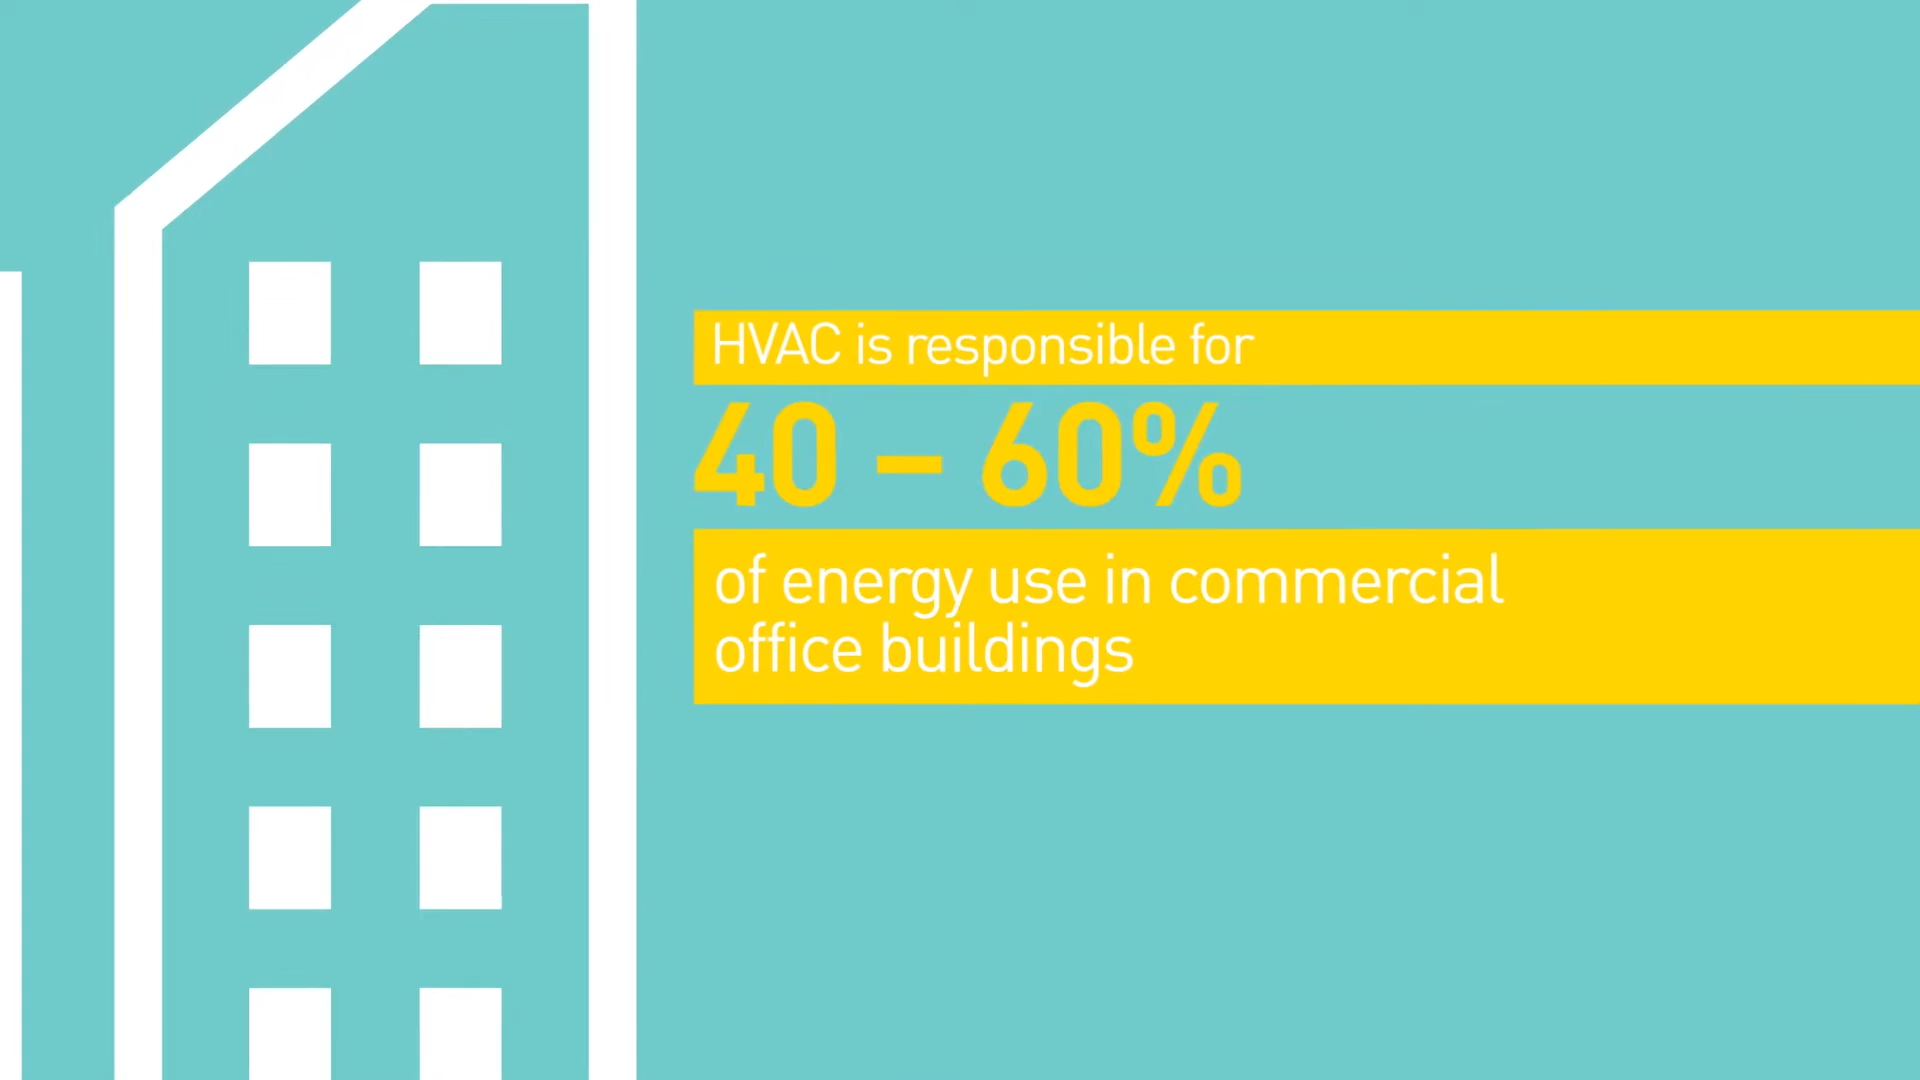 HVAC is responsible for
40 – 60%
of energy use in commercial
office buildings